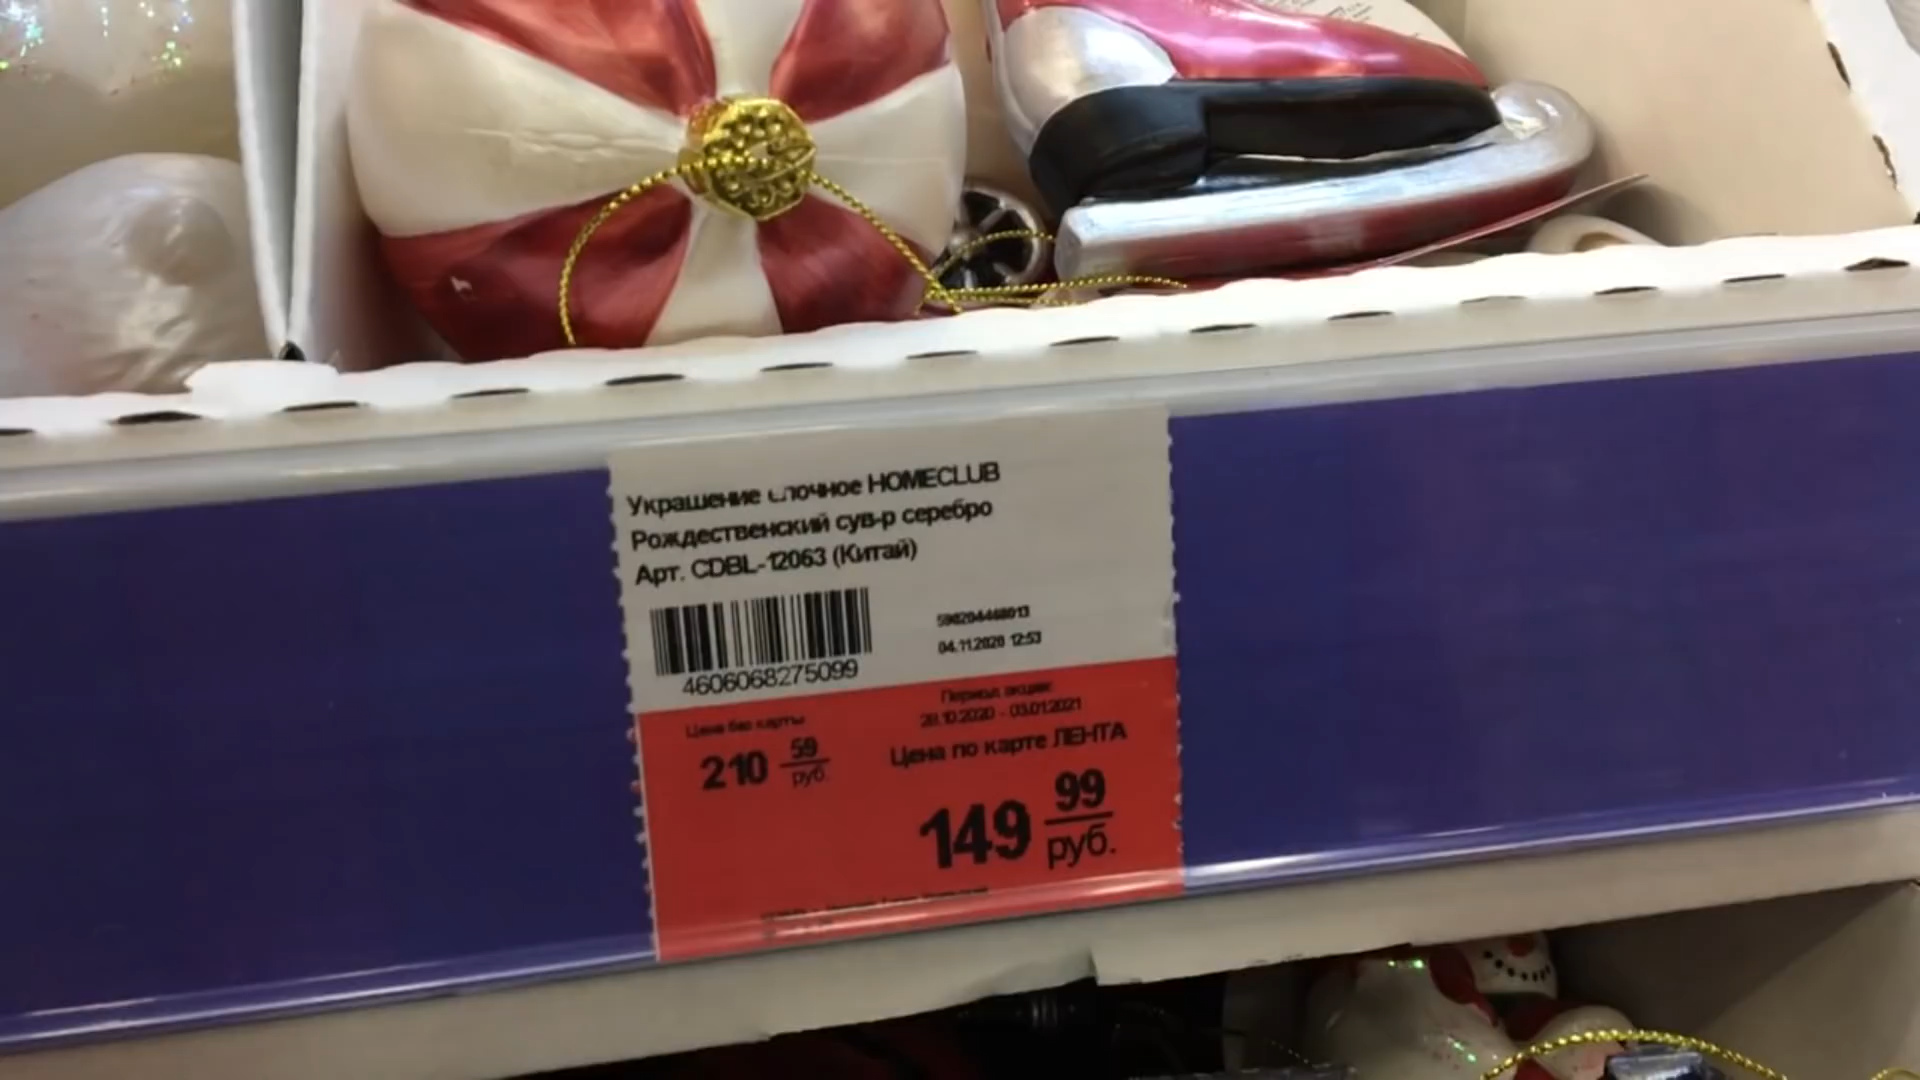 Украшение елочное HOMECLUB
Рождественский сув-р серебро
Арт. CDBL-12063 (Китай)
590204468013
04.11.2020 12:53
4606068275099
Цена без карты
210 59 руб.
Период акции:
28.10.2020 - 03.01.2021
Цена по карте ЛЕНТА
149 99 руб.